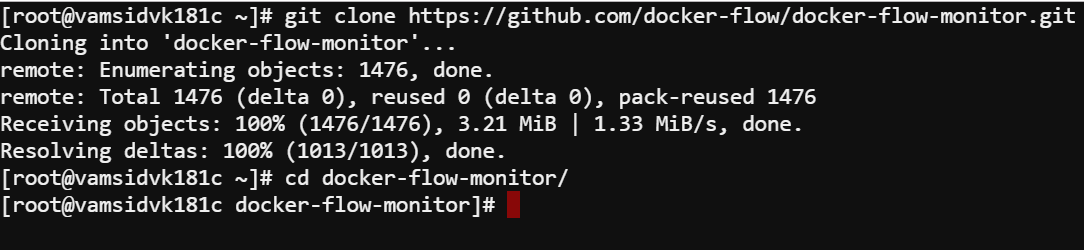 [root@vamsidvk181c ~]# git clone https://github.com/docker-flow/docker-flow-monitor.git
Cloning into 'docker-flow-monitor'...
remote: Enumerating objects: 1476, done.
remote: Total 1476 (delta 0), reused 0 (delta 0), pack-reused 1476
Receiving objects: 100% (1476/1476), 3.21 MiB | 1.33 MiB/s, done.
Resolving deltas: 100% (1013/1013), done.
[root@vamsidvk181c ~]# cd docker-flow-monitor/
[root@vamsidvk181c docker-flow-monitor]#